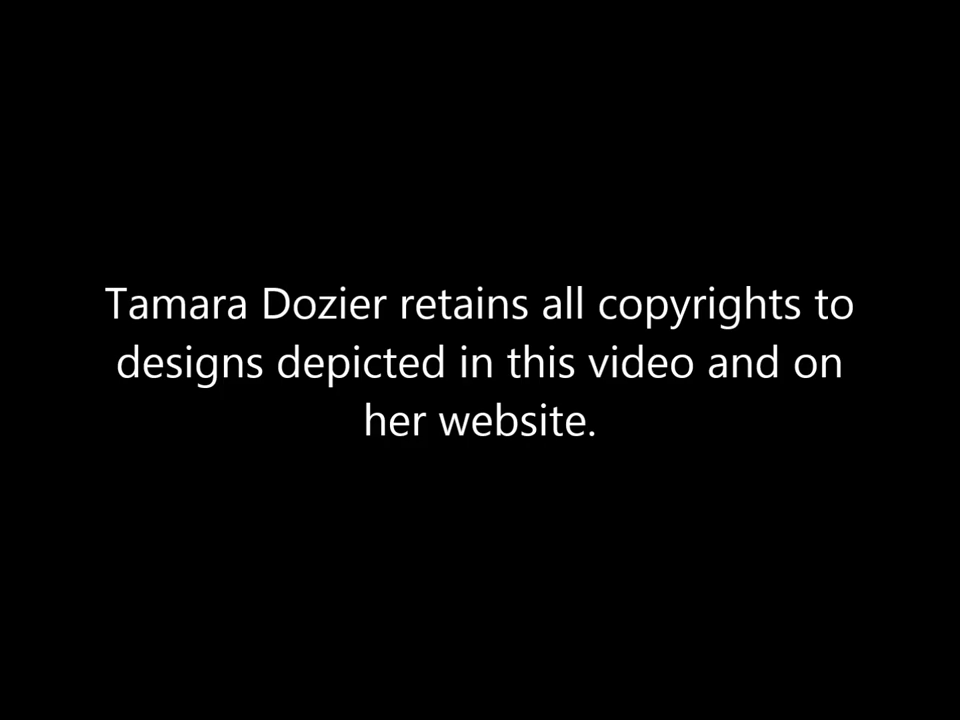 Tamara Dozier retains all copyrights to
designs depicted in this video and on
her website.